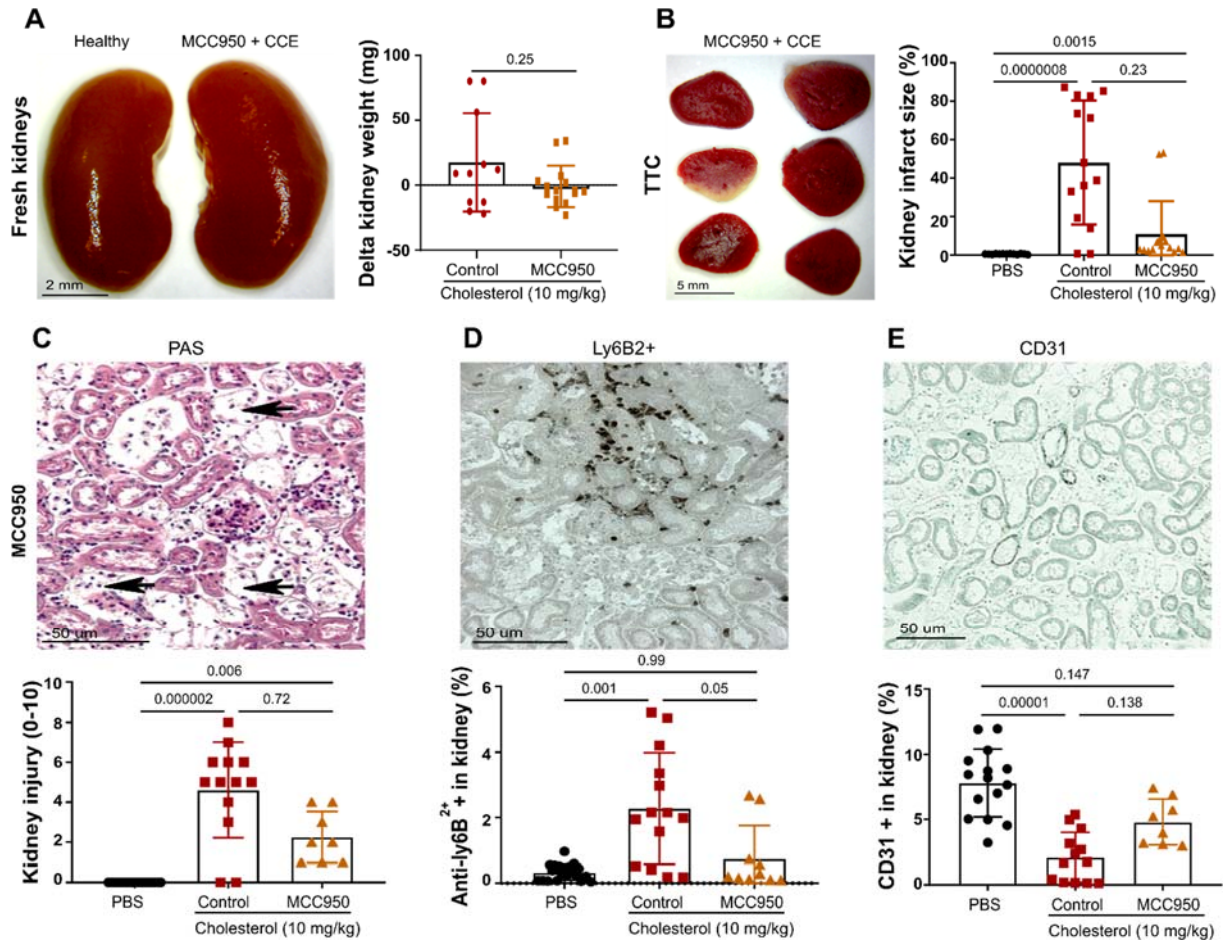 A
Healthy
MCC950 + CCE
Fresh kidneys
2 mm
Delta kidney weight (mg)
100
50
0
-50
0.25
Control
MCC950
Cholesterol (10 mg/kg)
B
MCC950 + CCE
TTC
5 mm
Kidney infarct size (%)
100
80
60
40
20
0
0.0015
0.0000008
0.23
PBS
Control
MCC950
Cholesterol (10 mg/kg)
C
PAS
MCC950
50 um
Kidney injury (0-10)
10
8
6
4
2
0
0.006
0.000002
0.72
PBS
Control
MCC950
Cholesterol (10 mg/kg)
D
Ly6B2+
50 um
Anti-ly6B2+ + in kidney (%)
6
4
2
0
0.99
0.001
0.05
PBS
Control
MCC950
Cholesterol (10 mg/kg)
E
CD31
50 um
CD31 + in kidney (%)
15
10
5
0
0.147
0.00001
0.138
PBS
Control
MCC950
Cholesterol (10 mg/kg)